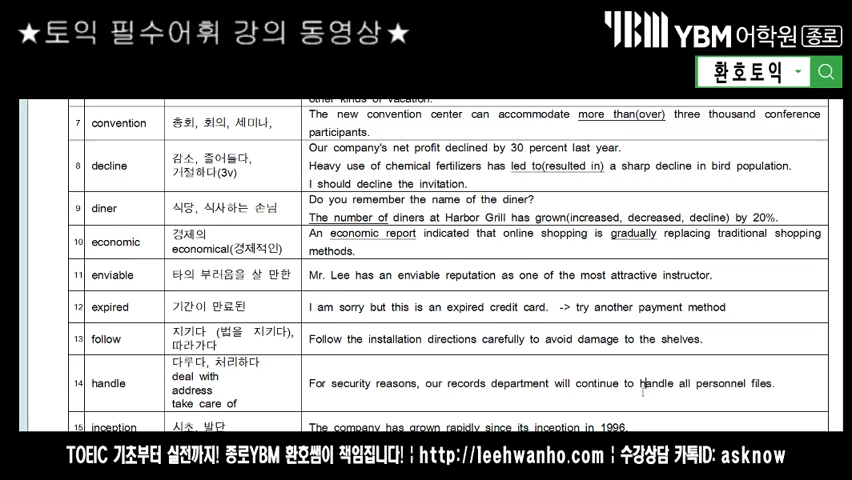 ★토익 필수어휘 강의 동영상★
YBM YBM어학원 종로
환호토익
other kinds of vacation.
7 convention 총회, 회의, 세미나, The new convention center can accommodate more than(over) three thousand conference
participants.
8 decline 감소, 줄어들다,
거절하다(3v)
Our company's net profit declined by 30 percent last year.
Heavy use of chemical fertilizers has led to(resulted in) a sharp decline in bird population.
I should decline the invitation.
9 diner 식당, 식사하는 손님
Do you remember the name of the diner?
The number of diners at Harbor Grill has grown(increased, decreased, decline) by 20%.
10 economic 경제의
economical(경제적인)
An economic report indicated that online shopping is gradually replacing traditional shopping
methods.
11 enviable 타의 부러움을 살 만한 Mr. Lee has an enviable reputation as one of the most attractive instructor.
12 expired 기간이 만료된 I am sorry but this is an expired credit card. -> try another payment method
13 follow 지키다 (법을 지키다),
따라가다
Follow the installation directions carefully to avoid damage to the shelves.
14 handle 다루다, 처리하다
deal with
address
take care of
For security reasons, our records department will continue to handle all personnel files.
15 inception 시초, 발단 The company has grown rapidly since its inception in 1996.
TOEIC 기초부터 실전까지! 종로YBM 환호쌤이 책임집니다! ¦ http://leehwanho.com ¦ 수강상담 카톡ID: asknow